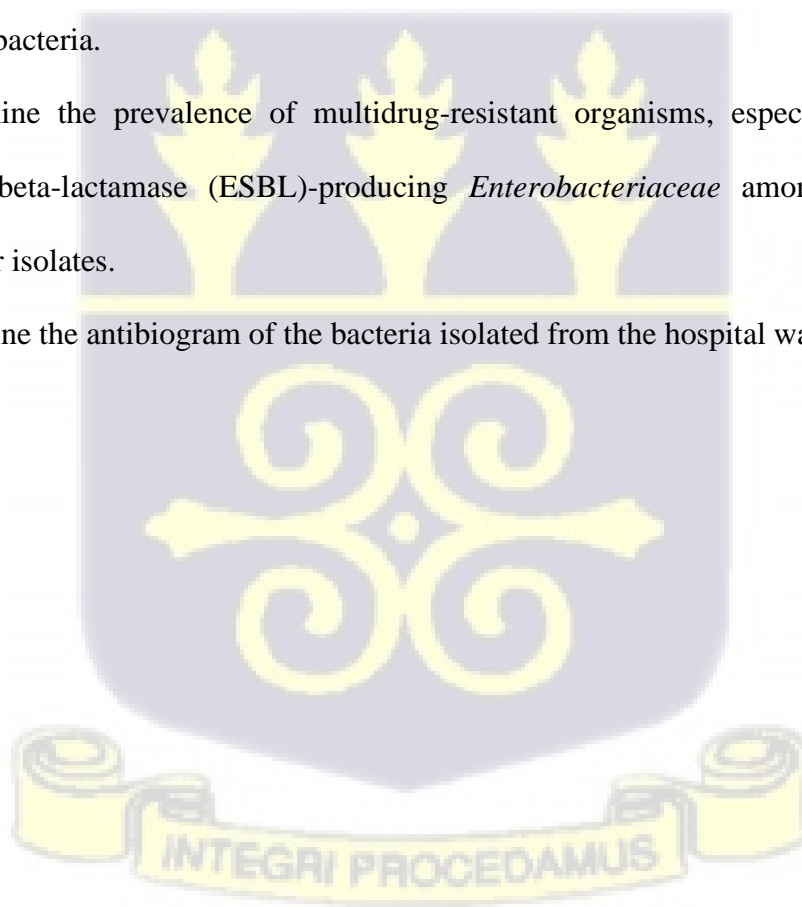 bacteria.
ine the prevalence of multidrug-resistant organisms, espec
beta-lactamase (ESBL)-producing Enterobacteriaceae amor
r isolates.
ne the antibiogram of the bacteria isolated from the hospital wa
INTEGRI PROCEDAMUS